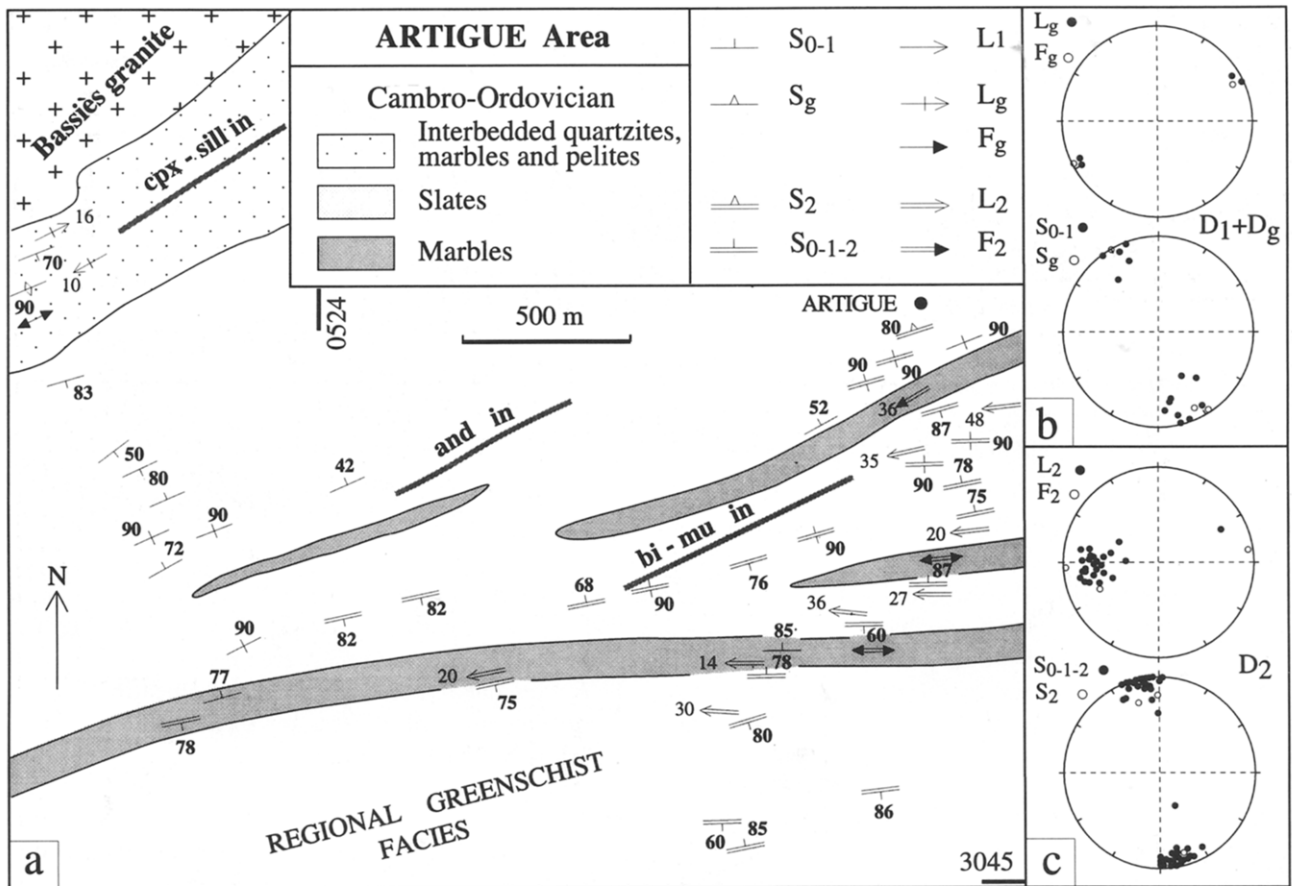 ARTIGUE Area
Cambro-Ordovician
Interbedded quartzites,
marbles and pelites
Slates
Marbles
S0-1
L1
Sg
Lg
Fg
S2
L2
S0-1-2
F2
Bassiès granite
cpx - sill in
16
70
10
90
0524
500 m
ARTIGUE
80
90
90
90
83
52
36
87
48
90
and in
50
80
42
35
78
90
75
90
90
72
bi - mu in
20
90
N
76
87
68
90
82
36
27
82
90
85
60
77
20
14
78
75
78
30
80
REGIONAL GREENSCHIST
FACIES
86
60
85
3045
a
Lg
Fg
S0-1
D1+Dg
Sg
b
L2
F2
S0-1-2
D2
S2
c